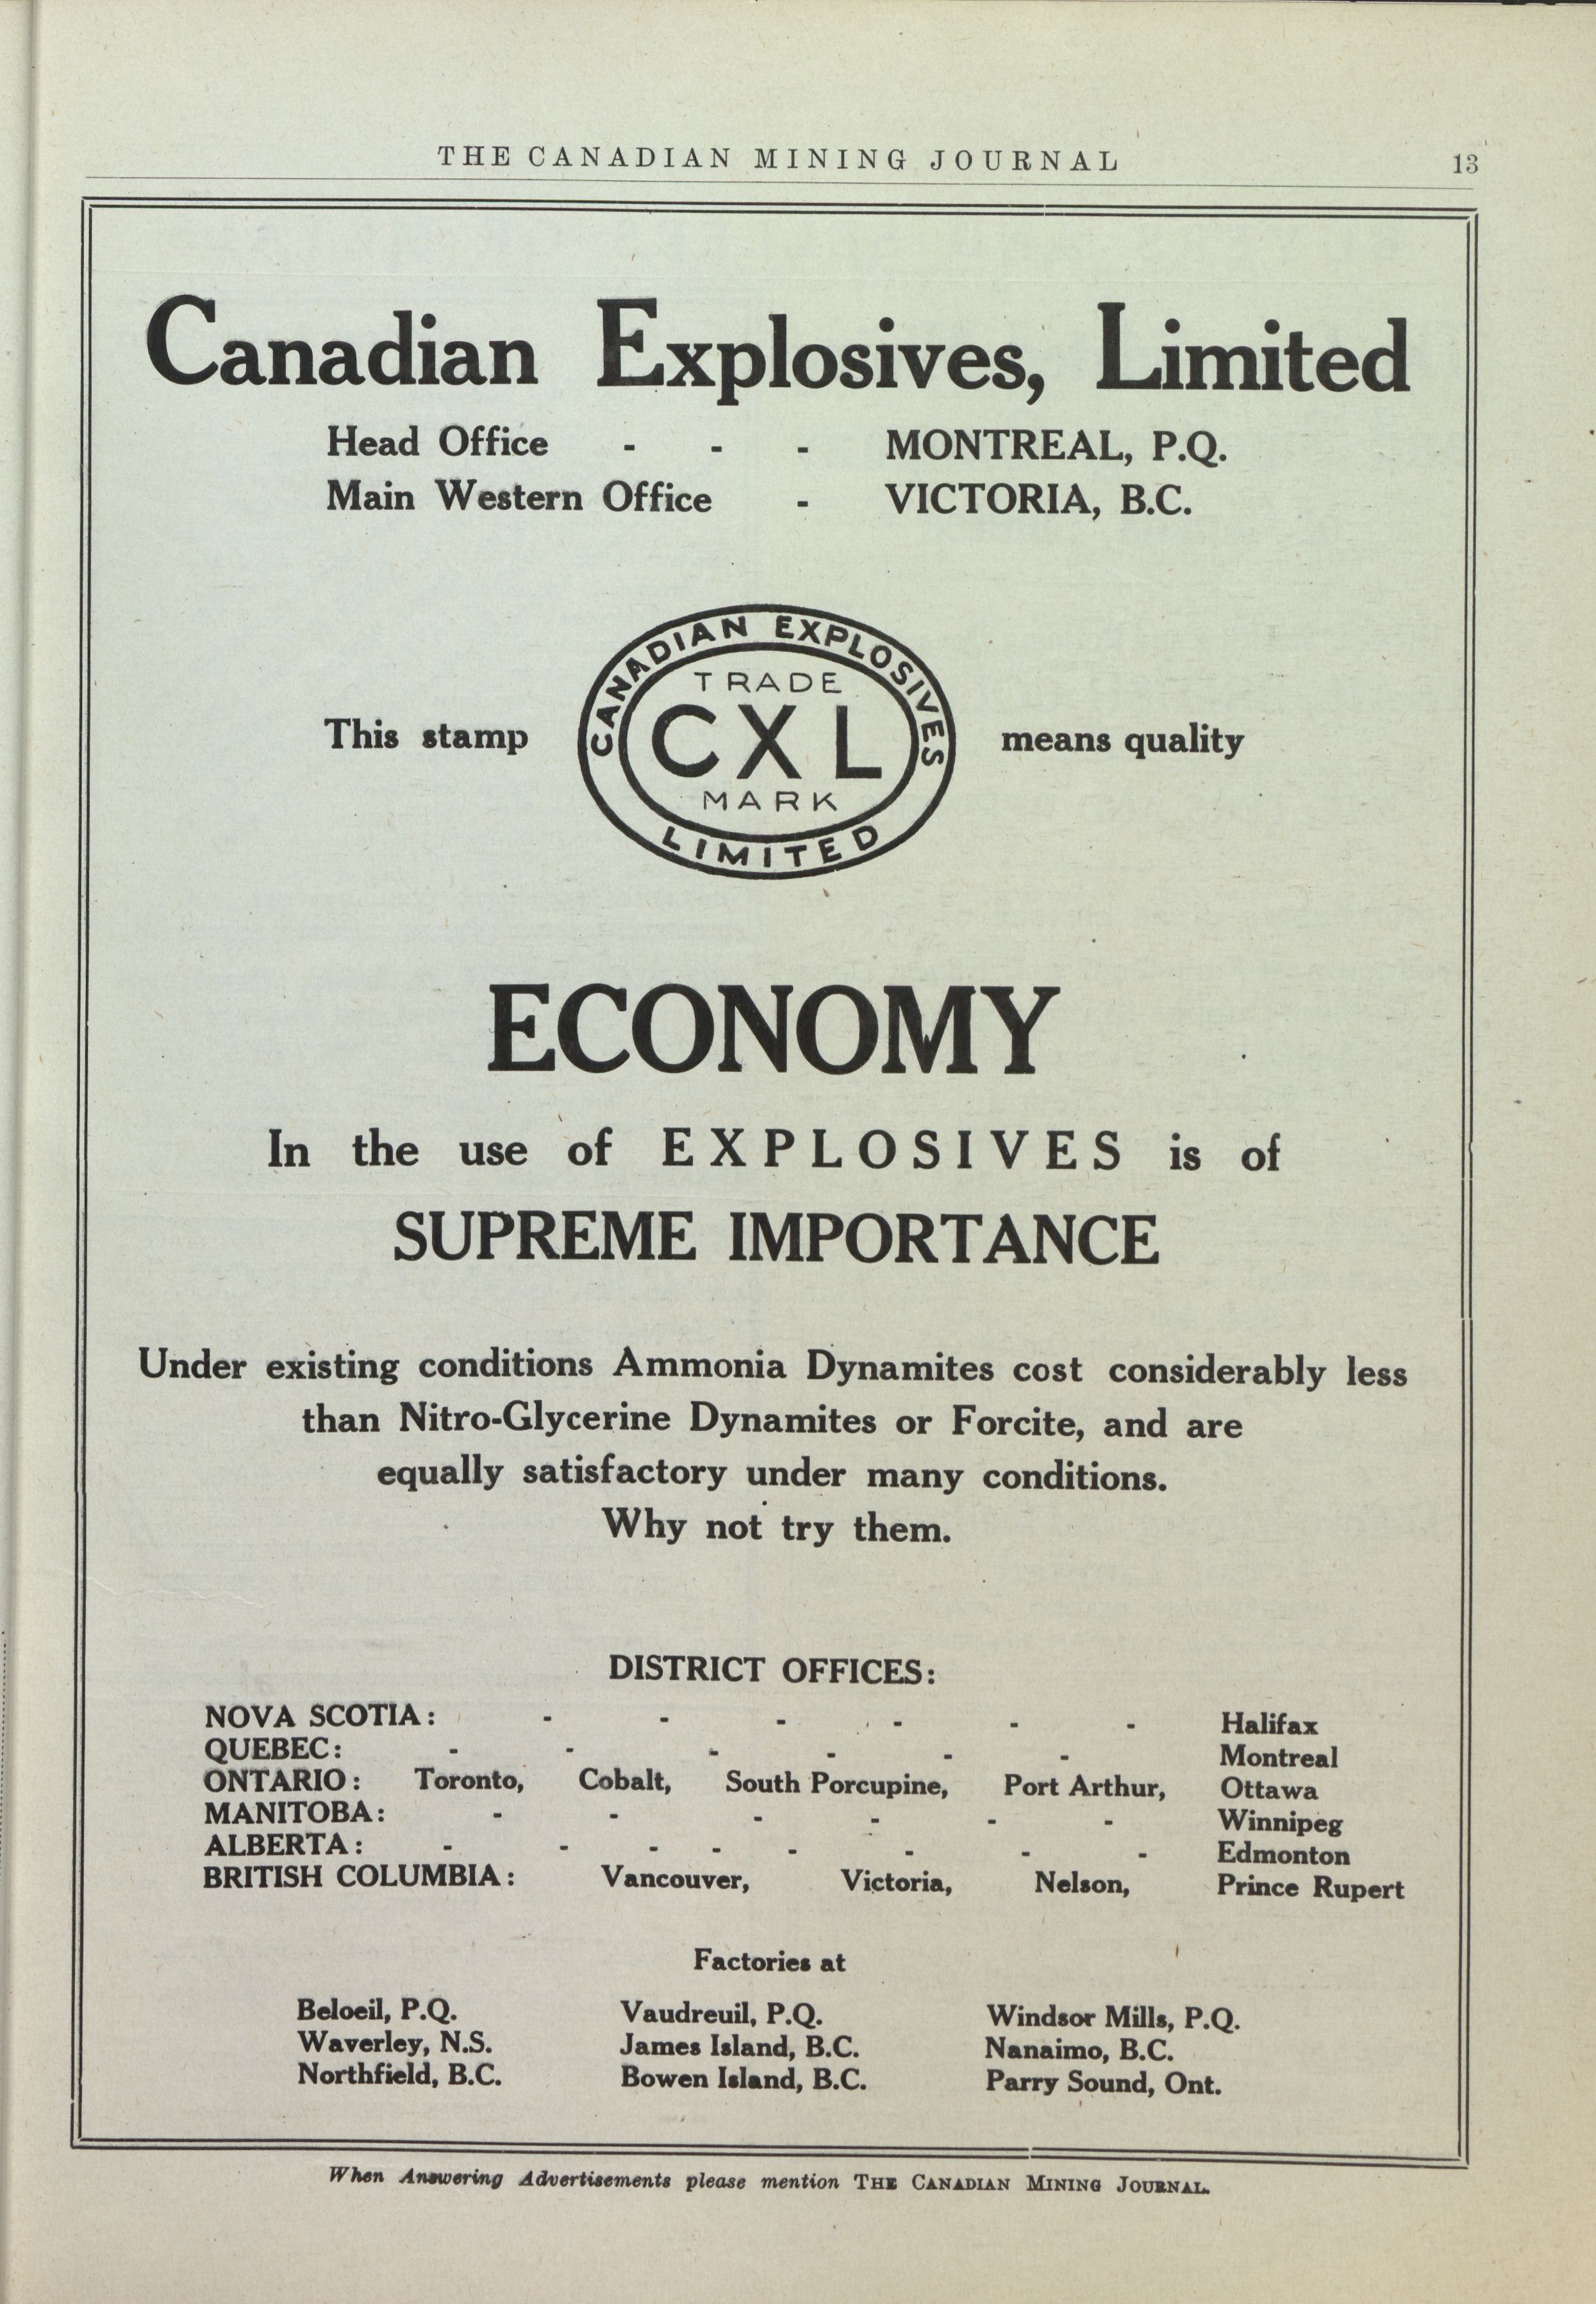 THE CANADIAN MINING JOURNAL 13
Canadian Explosives, Limited
Head Office - - - MONTREAL, P.Q.
Main Western Office - VICTORIA, B.C.
CANADIAN EXPLOSIVES
TRADE
This stamp CXL means quality
MARK
LIMITED
ECONOMY
In the use of EXPLOSIVES is of
SUPREME IMPORTANCE
Under existing conditions Ammonia Dynamites cost considerably less
than Nitro-Glycerine Dynamites or Forcite, and are
equally satisfactory under many conditions.
Why not try them.
DISTRICT OFFICES:
NOVA SCOTIA: - - - - - - Halifax
QUEBEC: - - - - - - Montreal
ONTARIO: Toronto, Cobalt, South Porcupine, Port Arthur, Ottawa
MANITOBA: - - - - - - Winnipeg
ALBERTA: - - - - - - - - Edmonton
BRITISH COLUMBIA: Vancouver, Victoria, Nelson, Prince Rupert
Factories at
Beloeil, P.Q. Vaudreuil, P.Q. Windsor Mills, P.Q.
Waverley, N.S. James Island, B.C. Nanaimo, B.C.
Northfield, B.C. Bowen Island, B.C. Parry Sound, Ont.
When Answering Advertisements please mention THE CANADIAN MINING JOURNAL.